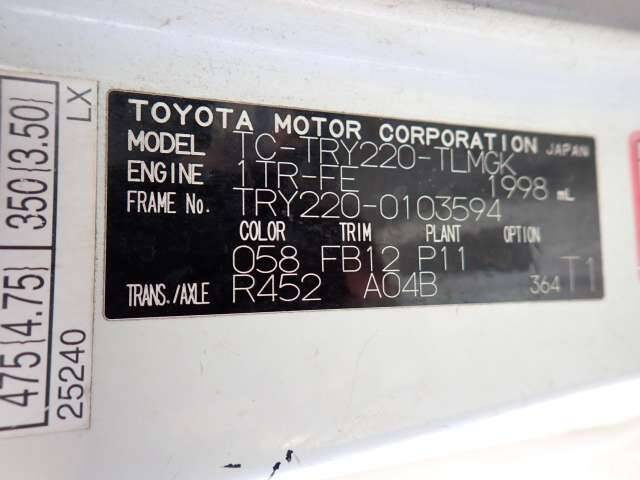 TOYOTA MOTOR CORPORATION JAPAN
MODEL TC-TRY220-TLMGK
ENGINE 1TR-FE 1998 mL
FRAME No. TRY220-0103594
COLOR TRIM PLANT OPTION
058 FB12 P11
TRANS./AXLE R452 A04B 364 T1
475(4.75) 350(3.50)
25240 LX